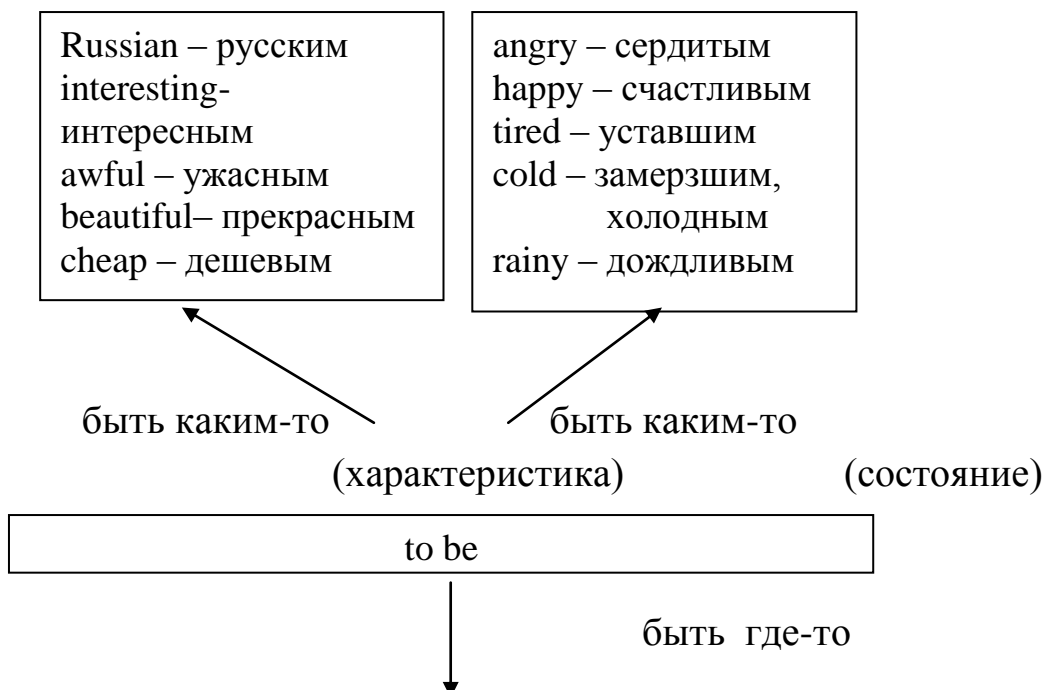 Russian – русским
interesting-
интересным
awful – ужасным
beautiful– прекрасным
cheap – дешевым
angry – сердитым
happy – счастливым
tired – уставшим
cold – замерзшим,
холодным
rainy – дождливым
быть каким-то
быть каким-то
(характеристика)
(состояние)
to be
быть где-то